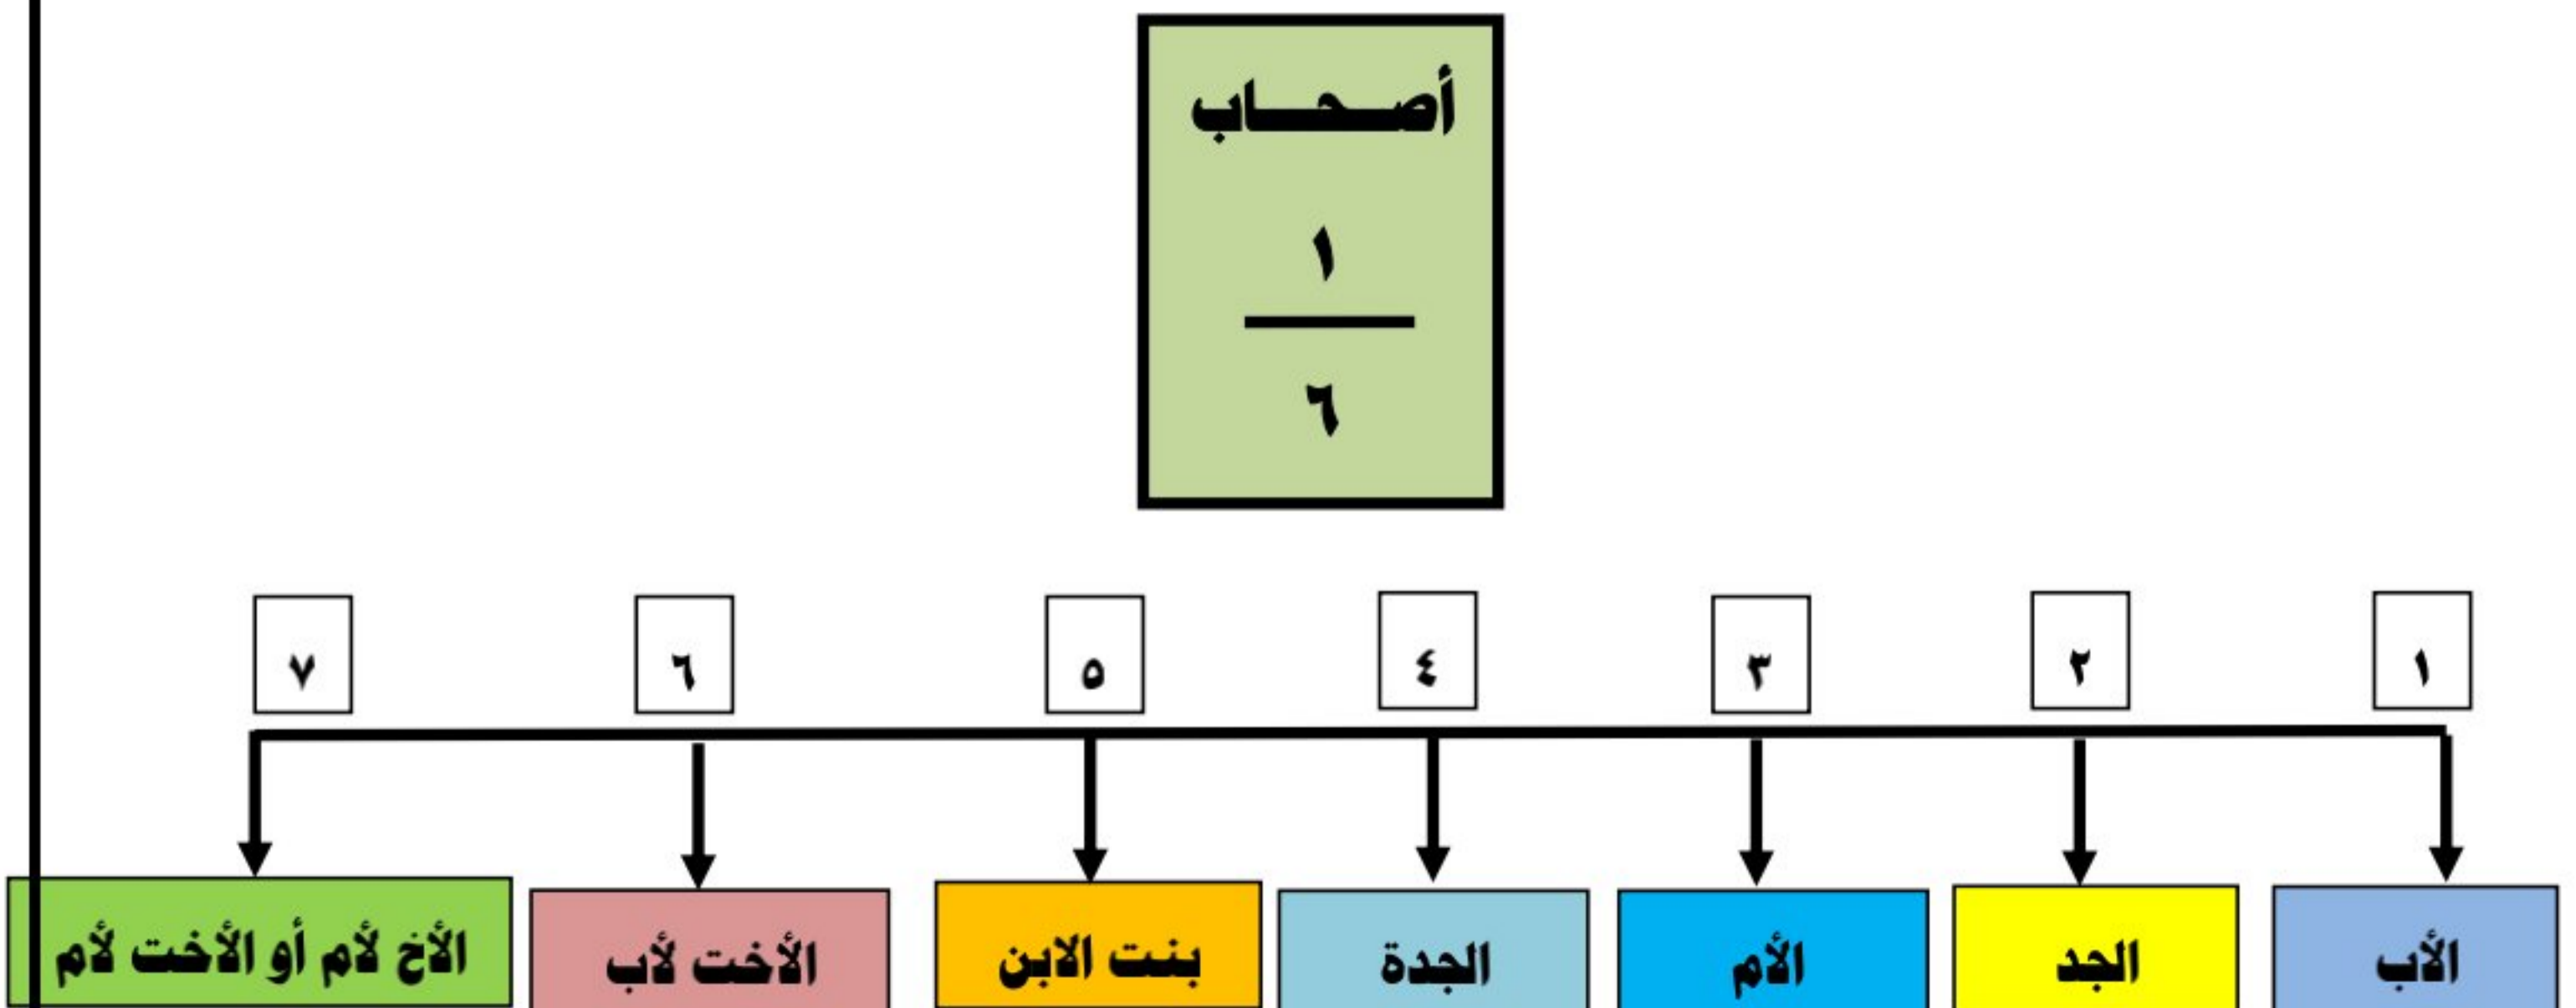 أصحاب
١
٦
١ ٢ ٣ ٤ ٥ ٦ ٧
الأب الجد الأم الجدة بنت الابن الأخت لأب الأخ لأم أو الأخت لأم